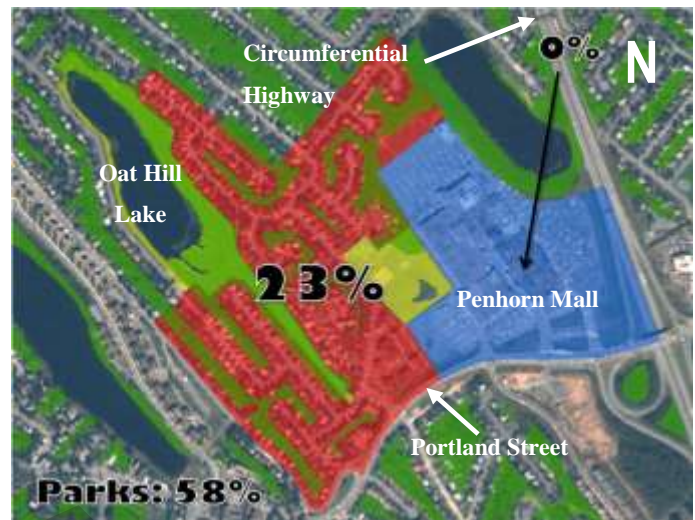 Circumferential
Highway
0%
N
Oat Hill
Lake
23%
Penhorn Mall
Portland Street
Parks: 58%